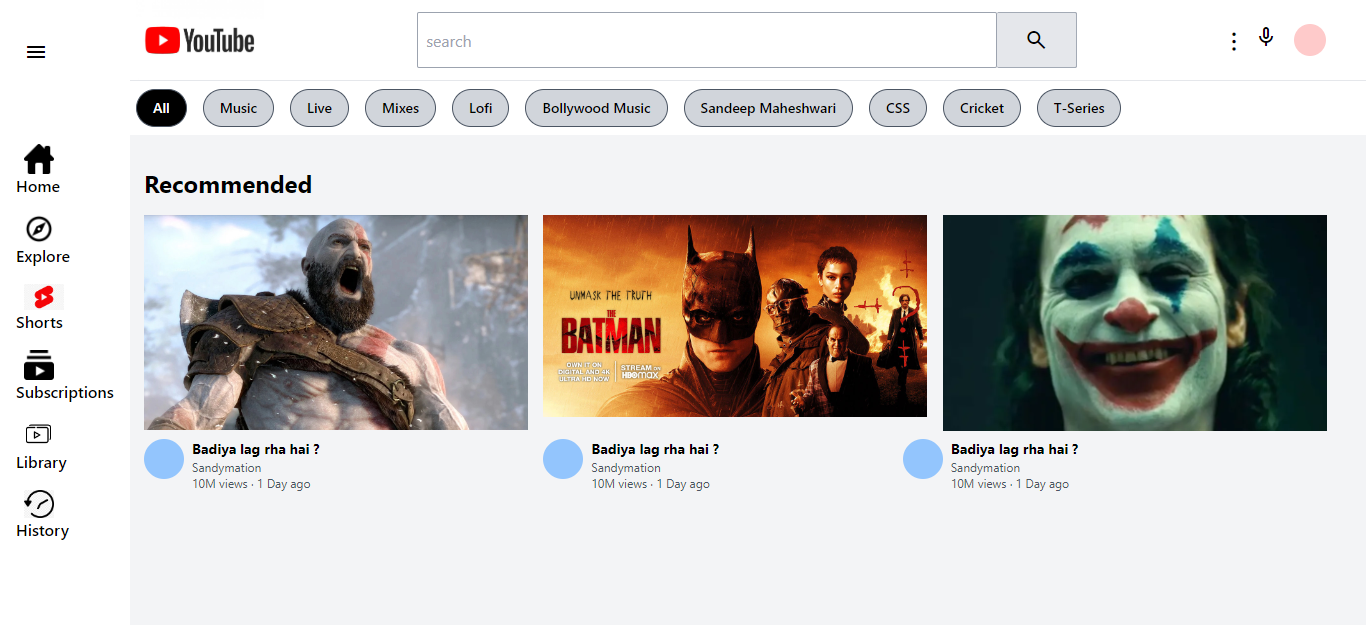 YouTube
search
All
Music
Live
Mixes
Lofi
Bollywood Music
Sandeep Maheshwari
CSS
Cricket
T-Series
Home
Explore
Shorts
Subscriptions
Library
History
Recommended
UNMASK THE TRUTH
THE
BATMAN
OWN IT ON
DIGITAL AND 4K
ULTRA HD NOW
STREAM ON
HBOMAX
Badiya lag rha hai ?
Sandymation
10M views · 1 Day ago
Badiya lag rha hai ?
Sandymation
10M views · 1 Day ago
Badiya lag rha hai ?
Sandymation
10M views · 1 Day ago